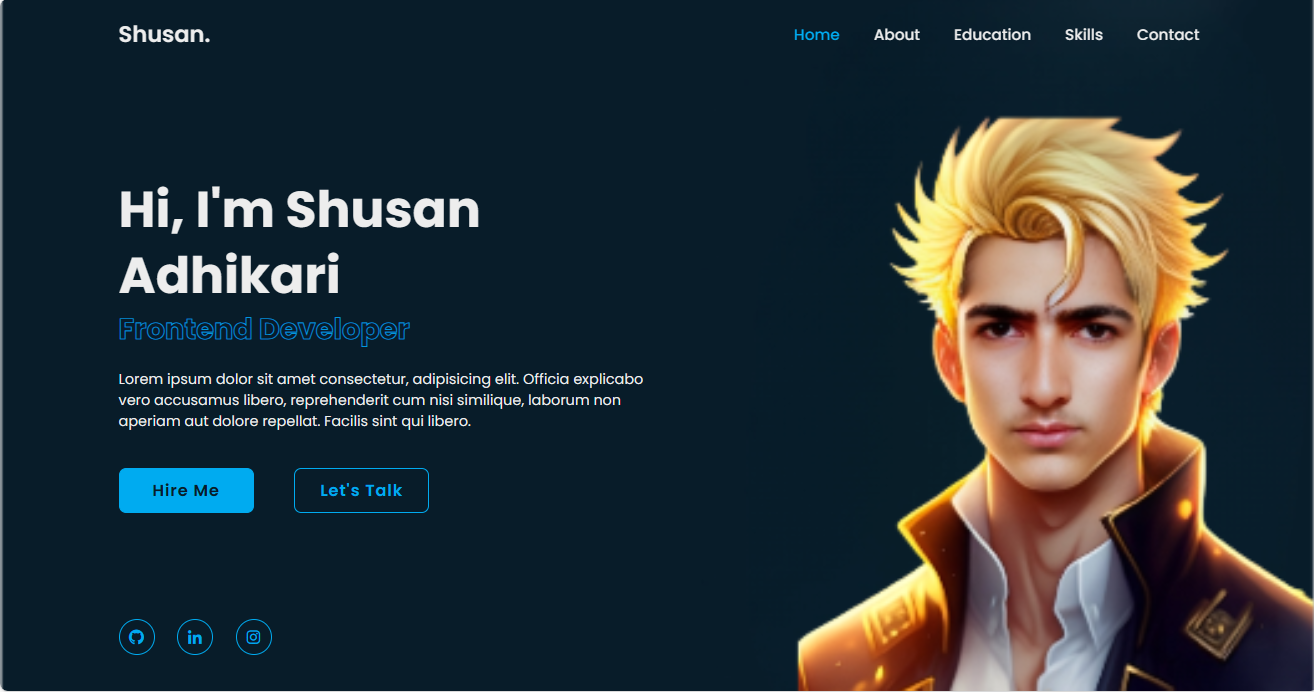 Shusan.
Home About Education Skills Contact
Hi, I'm Shusan
Adhikari
Frontend Developer
Lorem ipsum dolor sit amet consectetur, adipisicing elit. Officia explicabo
vero accusamus libero, reprehenderit cum nisi similique, laborum non
aperiam aut dolore repellat. Facilis sint qui libero.
Hire Me
Let's Talk
in